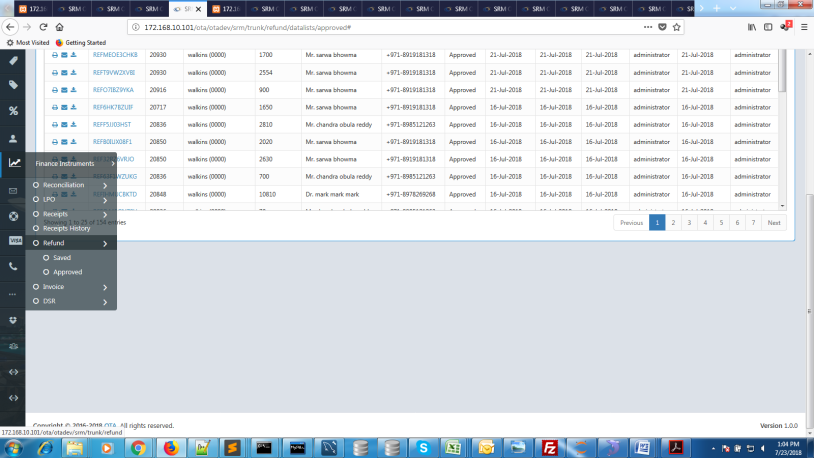 172.16
SRM C
SRM C
SRM C
SR
172.16
SRM C
SRM C
SRM C
SRM C
SRM C
SRM C
SRM C
SRM C
SRM C
SRM C
SR
172.168.10.101/ota/otadev/srm/trunk/refund/datalists/approved#
Most Visited Getting Started
20930 walkins (0000) 1700 Mr. sarwa bhowma +971-8919181318 Approved 21-Jul-2018 21-Jul-2018 21-Jul-2018 administrator 21-Jul-2018 administrator
20930 walkins (0000) 2554 Mr. sarwa bhowma +971-8919181318 Approved 21-Jul-2018 21-Jul-2018 21-Jul-2018 administrator 21-Jul-2018 administrator
20916 walkins (0000) 900 Mr. sarwa bhowma +971-8919181318 Approved 21-Jul-2018 21-Jul-2018 21-Jul-2018 administrator 21-Jul-2018 administrator
REF6HK7BZUIF 20717 walkins (0000) 1650 Mr. sarwa bhowma +971-8919181318 Approved 16-Jul-2018 16-Jul-2018 16-Jul-2018 administrator 16-Jul-2018 administrator
20836 walkins (0000) 2810 Mr. chandra obula reddy +971-8985121263 Approved 16-Jul-2018 16-Jul-2018 16-Jul-2018 administrator 16-Jul-2018 administrator
20850 walkins (0000) 2020 Mr. sarwa bhowma +971-8919181318 Approved 16-Jul-2018 16-Jul-2018 16-Jul-2018 administrator 16-Jul-2018 administrator
20850 walkins (0000) 2630 Mr. sarwa bhowma +971-8919181318 Approved 16-Jul-2018 16-Jul-2018 16-Jul-2018 administrator 16-Jul-2018 administrator
20836 walkins (0000) 700 Mr. chandra obula reddy +971-8985121263 Approved 16-Jul-2018 16-Jul-2018 16-Jul-2018 administrator 16-Jul-2018 administrator
20848 walkins (0000) 10810 Dr. mark mark mark +971-8978269268 Approved 16-Jul-2018 16-Jul-2018 16-Jul-2018 administrator 16-Jul-2018 administrator
Showing 1 to 25 of 154 entries
Previous 1 2 3 4 5 6 7 Next
Finance Instruments
Reconciliation
LPO
Receipts
Receipts History
Refund
Saved
Approved
Invoice
DSR
VISA
Copyright © 2016-2018 OTA. All rights reserved.
Version 1.0.0
172.168.10.101/ota/otadev/srm/trunk/refund
1:04 PM
7/23/2018